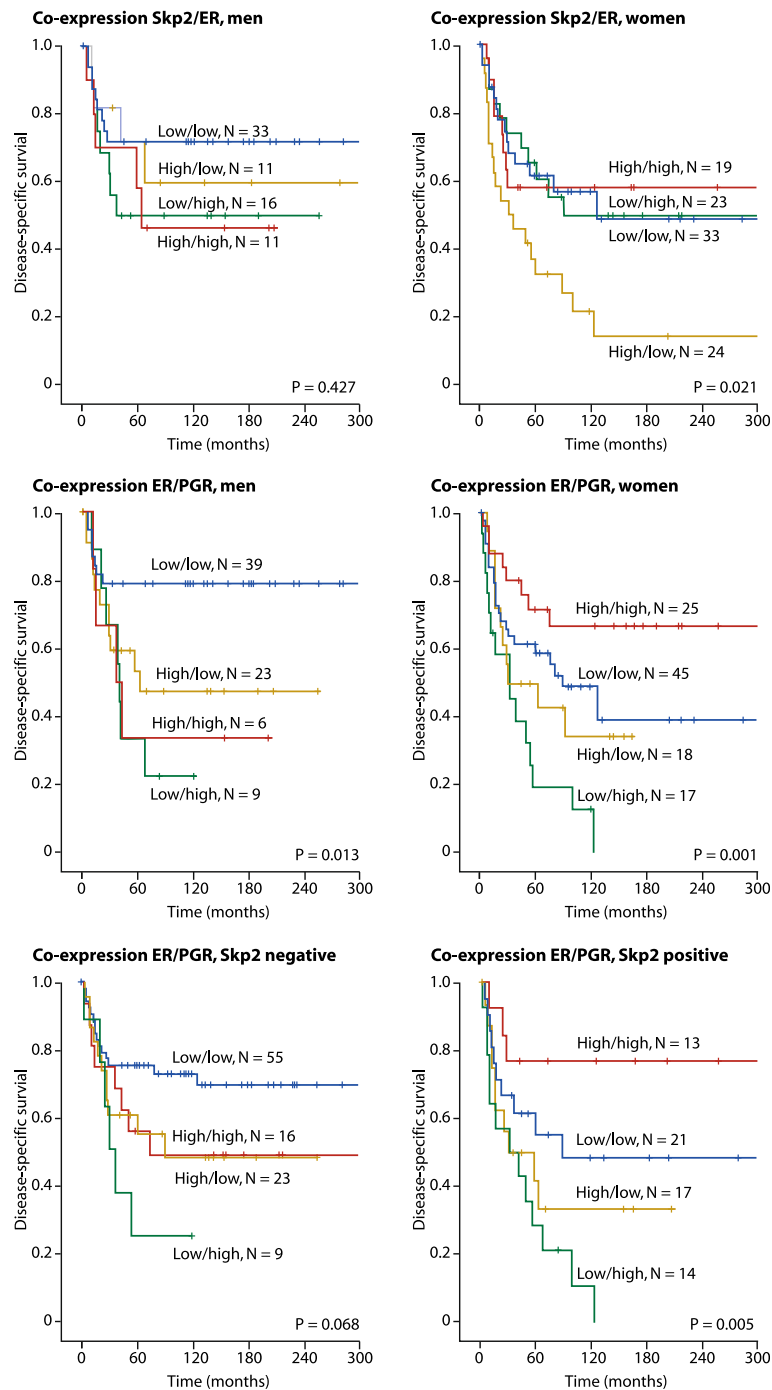 Co-expression Skp2/ER, men
1.0
0.8
0.6
0.4
0.2
0
Disease-specific survival
Low/low, N = 33
High/low, N = 11
Low/high, N = 16
High/high, N = 11
P = 0.427
0 60 120 180 240 300
Time (months)
Co-expression Skp2/ER, women
1.0
0.8
0.6
0.4
0.2
0
Disease-specific survival
High/high, N = 19
Low/high, N = 23
Low/low, N = 33
High/low, N = 24
P = 0.021
0 60 120 180 240 300
Time (months)
Co-expression ER/PGR, men
1.0
0.8
0.6
0.4
0.2
0
Disease-specific survival
Low/low, N = 39
High/low, N = 23
High/high, N = 6
Low/high, N = 9
P = 0.013
0 60 120 180 240 300
Time (months)
Co-expression ER/PGR, women
1.0
0.8
0.6
0.4
0.2
0
Disease-specific survival
High/high, N = 25
Low/low, N = 45
High/low, N = 18
Low/high, N = 17
P = 0.001
0 60 120 180 240 300
Time (months)
Co-expression ER/PGR, Skp2 negative
1.0
0.8
0.6
0.4
0.2
0
Disease-specific survival
Low/low, N = 55
High/high, N = 16
High/low, N = 23
Low/high, N = 9
P = 0.068
0 60 120 180 240 300
Time (months)
Co-expression ER/PGR, Skp2 positive
1.0
0.8
0.6
0.4
0.2
0
Disease-specific survival
High/high, N = 13
Low/low, N = 21
High/low, N = 17
Low/high, N = 14
P = 0.005
0 60 120 180 240 300
Time (months)